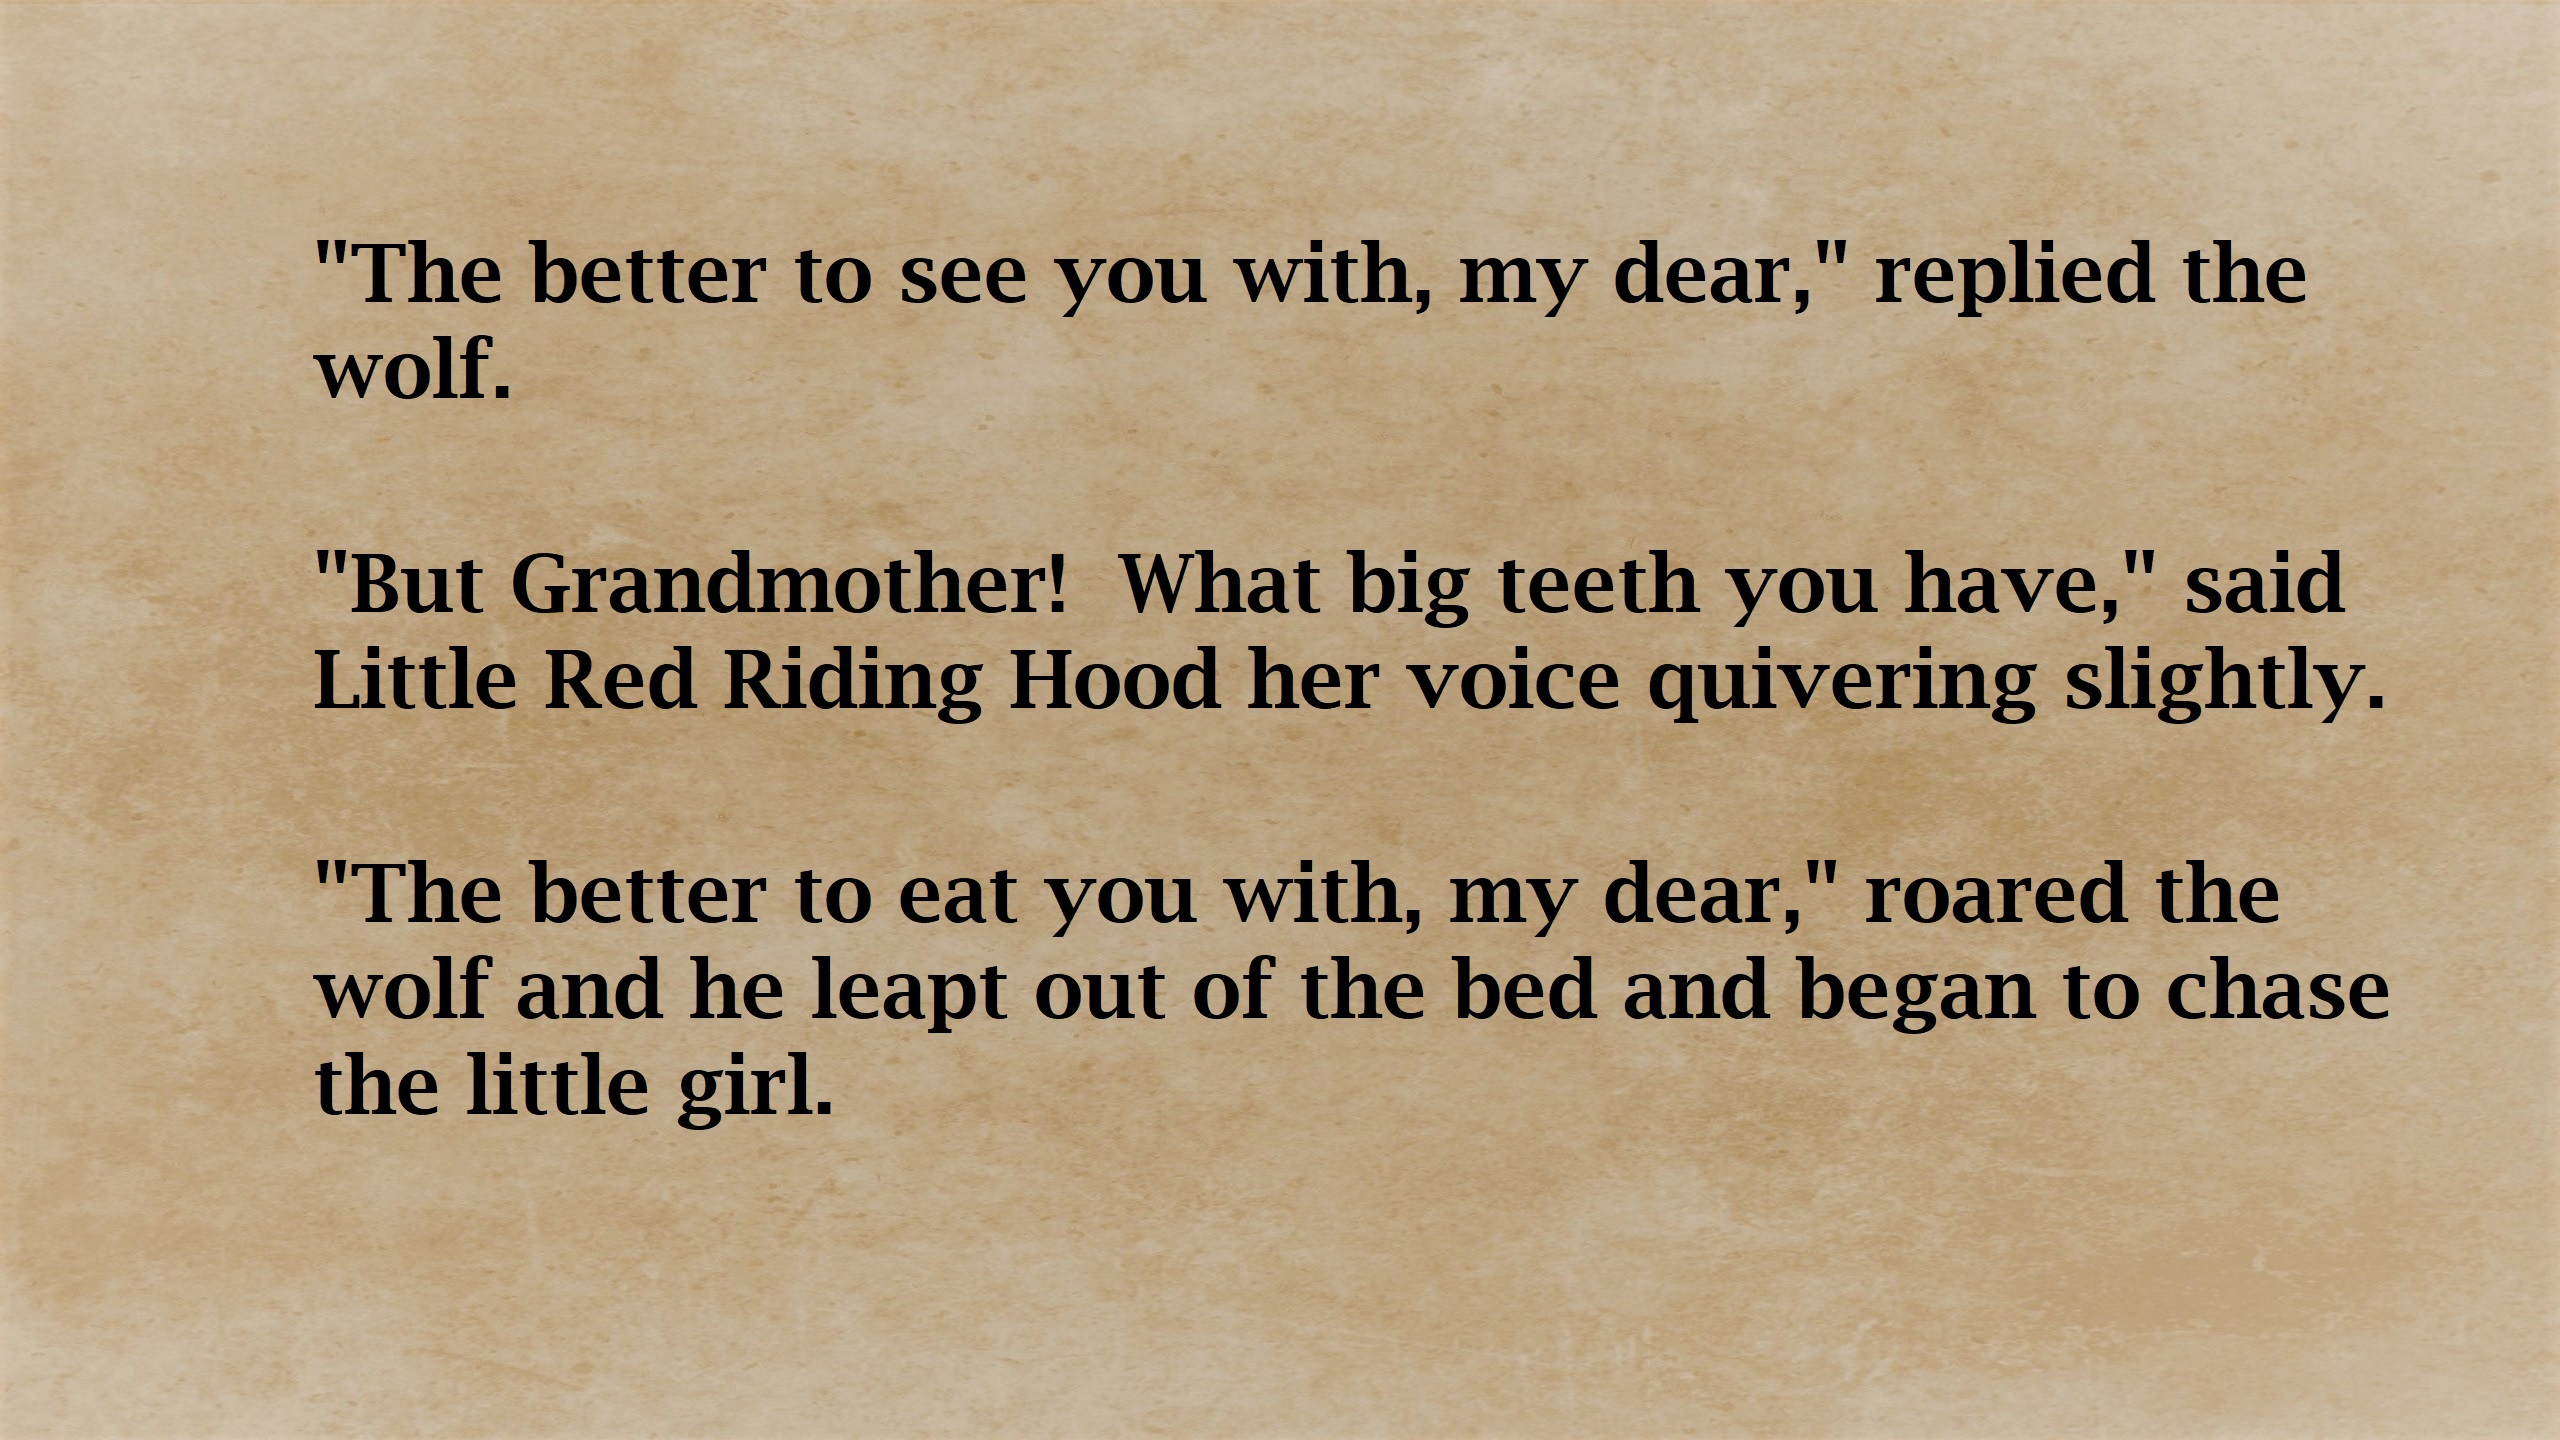 "The better to see you with, my dear," replied the
wolf.
"But Grandmother!  What big teeth you have," said
Little Red Riding Hood her voice quivering slightly.
"The better to eat you with, my dear," roared the
wolf and he leapt out of the bed and began to chase
the little girl.